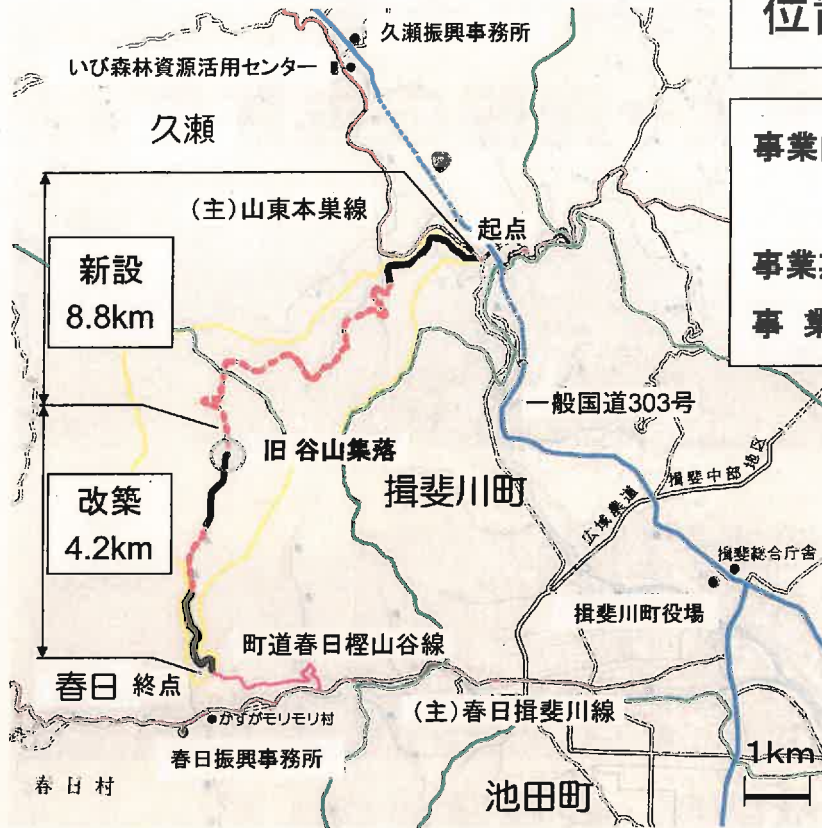 久瀬振興事務所
いび森林資源活用センター
久瀬
(主)山東本巣線
起点
新設
8.8km
事業
事業
一般国道303号
旧 谷山集落
揖斐川町
改築
4.2km
広域農道
揖斐中部
地区
揖斐総合庁舎
揖斐川町役場
町道春日樫山谷線
春日 終点
(主)春日揖斐川線
かすがモリモリ村
春日振興事務所
1km
春日村
池田町